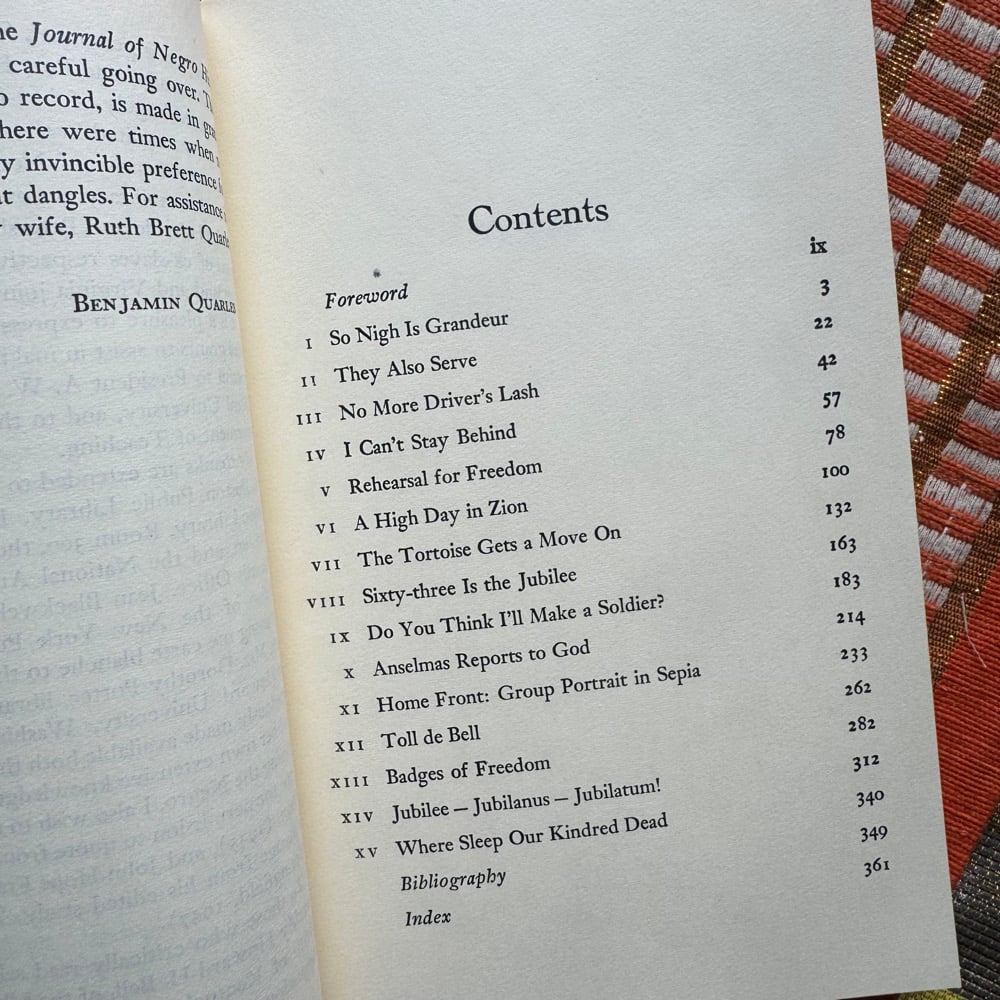 Journal of Negro
careful going over.
record, is made in
here were times when
invincible preference
dangles. For assistance
wife, Ruth Brett Quarles
BENJAMIN QUARLES
Contents
Foreword ix
I So Nigh Is Grandeur 3
II They Also Serve 22
III No More Driver's Lash 42
IV I Can't Stay Behind 57
V Rehearsal for Freedom 78
VI A High Day in Zion 100
VII The Tortoise Gets a Move On 132
VIII Sixty-three Is the Jubilee 163
IX Do You Think I'll Make a Soldier? 183
X Anselmas Reports to God 214
XI Home Front: Group Portrait in Sepia 233
XII Toll de Bell 262
XIII Badges of Freedom 282
XIV Jubilee — Jubilanus — Jubilatum! 312
XV Where Sleep Our Kindred Dead 340
Bibliography 349
Index 361